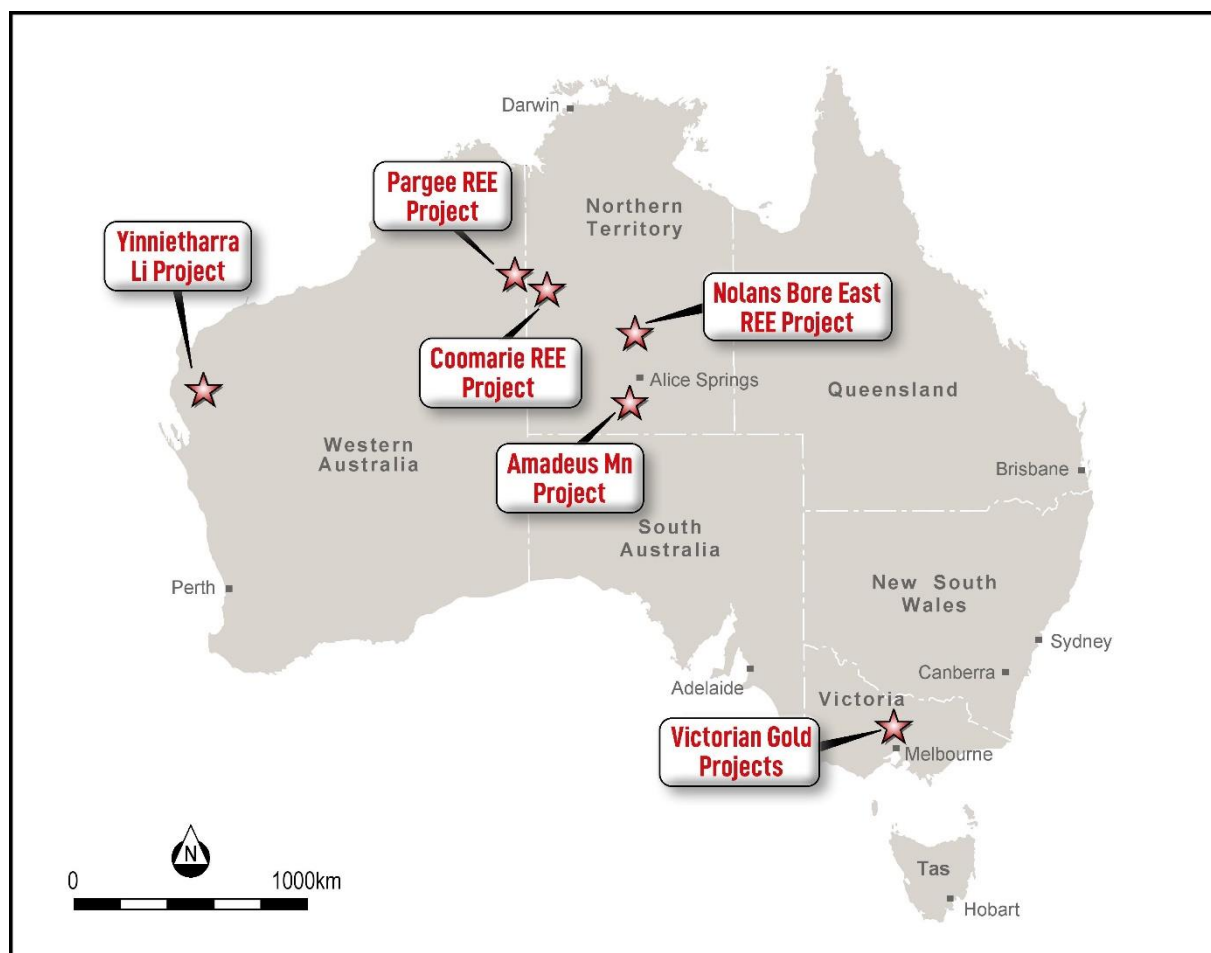 Darwin
Pargee REE
Project
Northern
Territory
Yinnietharra
Li Project
Nolans Bore East
REE Project
Coomarie REE
Project
Alice Springs
Queensland
Western
Australia
Amadeus Mn
Project
Brisbane
South
Australia
Perth
New South
Wales
Sydney
Canberra
Adelaide
Victoria
Victorian Gold
Projects
Melbourne
N
0 1000km
Tas
Hobart